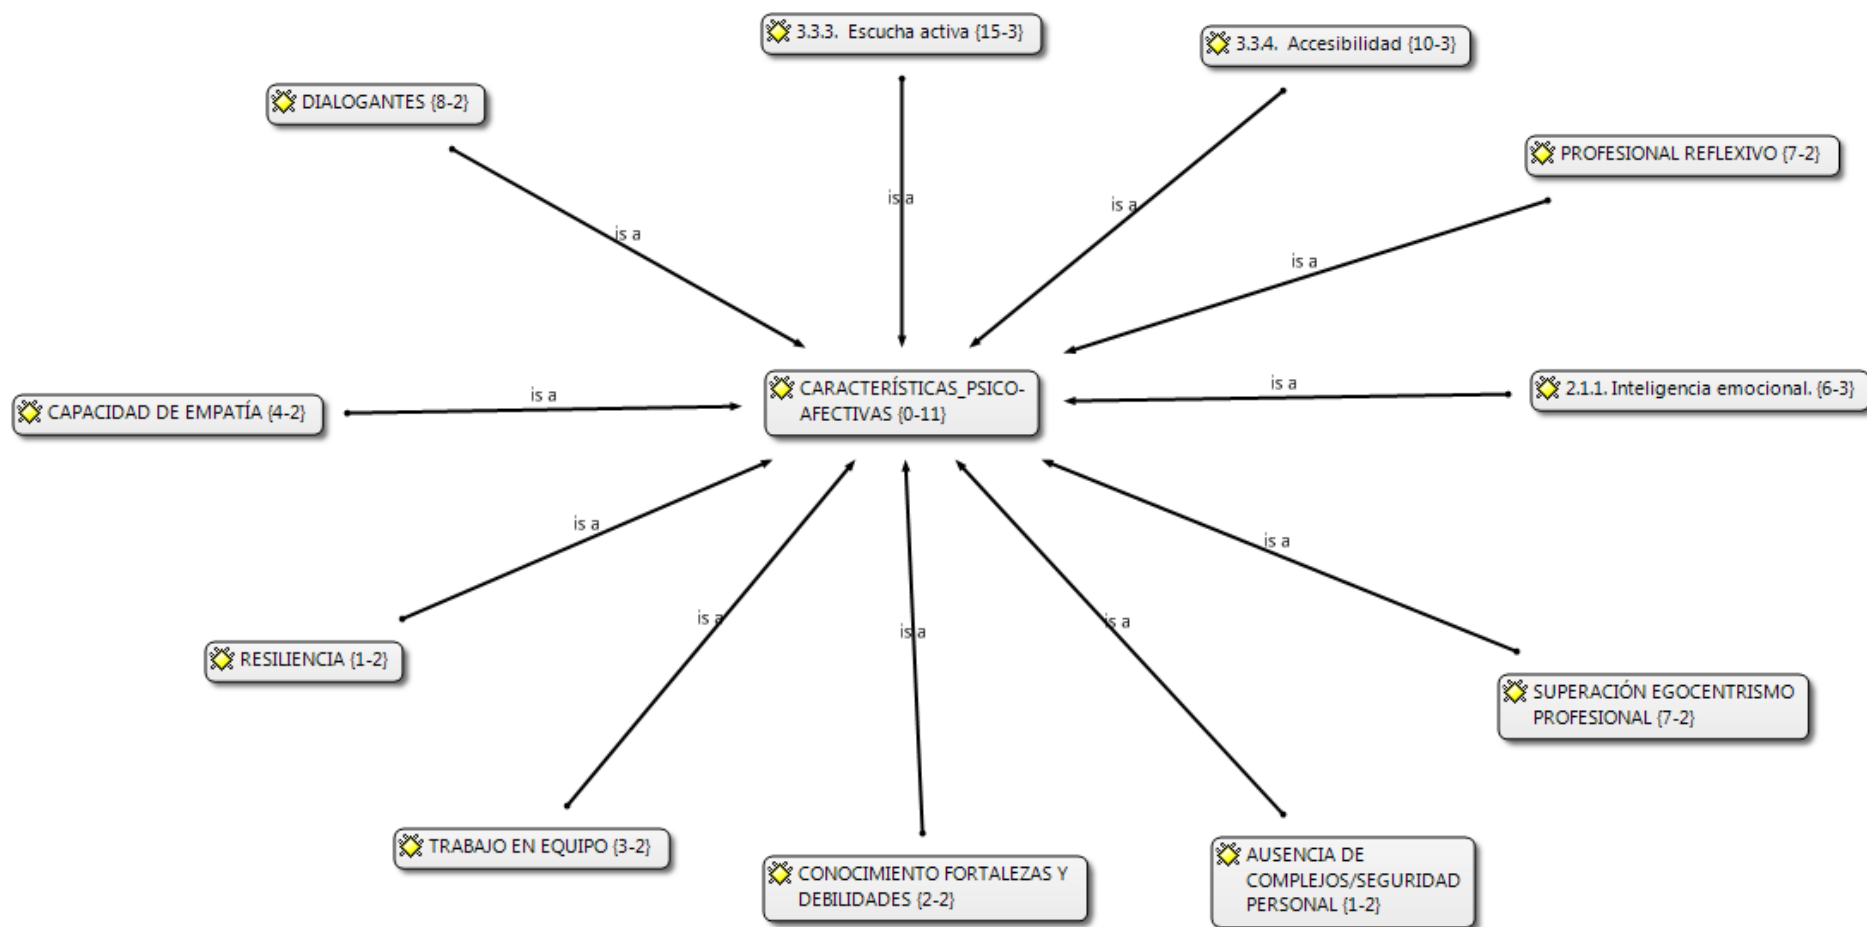 3.3.3. Escucha activa {15-3}
3.3.4. Accesibilidad {10-3}
DIALOGANTES {8-2}
PROFESIONAL REFLEXIVO {7-2}
is a
is a
is a
is a
CARACTERÍSTICAS_PSICO-
AFECTIVAS {0-11}
is a
2.1.1. Inteligencia emocional. {6-3}
CAPACIDAD DE EMPATÍA {4-2}
is a
is a
is a
RESILIENCIA {1-2}
is a
is a
is a
SUPERACIÓN EGOCENTRISMO
PROFESIONAL {7-2}
TRABAJO EN EQUIPO {3-2}
CONOCIMIENTO FORTALEZAS Y
DEBILIDADES {2-2}
AUSENCIA DE
COMPLEJOS/SEGURIDAD
PERSONAL {1-2}